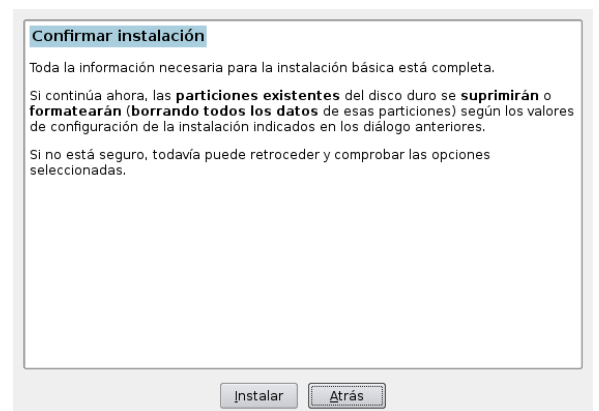 Confirmar instalación
Toda la información necesaria para la instalación básica está completa.
Si continúa ahora, las particiones existentes del disco duro se suprimirán o
formatearán (borrando todos los datos de esas particiones) según los valores
de configuración de la instalación indicados en los diálogo anteriores.
Si no está seguro, todavía puede retroceder y comprobar las opciones
seleccionadas.
Instalar
Atrás